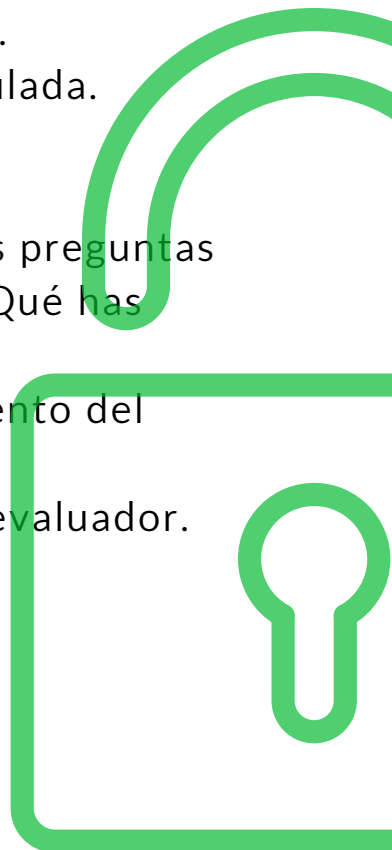 .
ulada.
s preguntas
Qué has
ento del
evaluador.